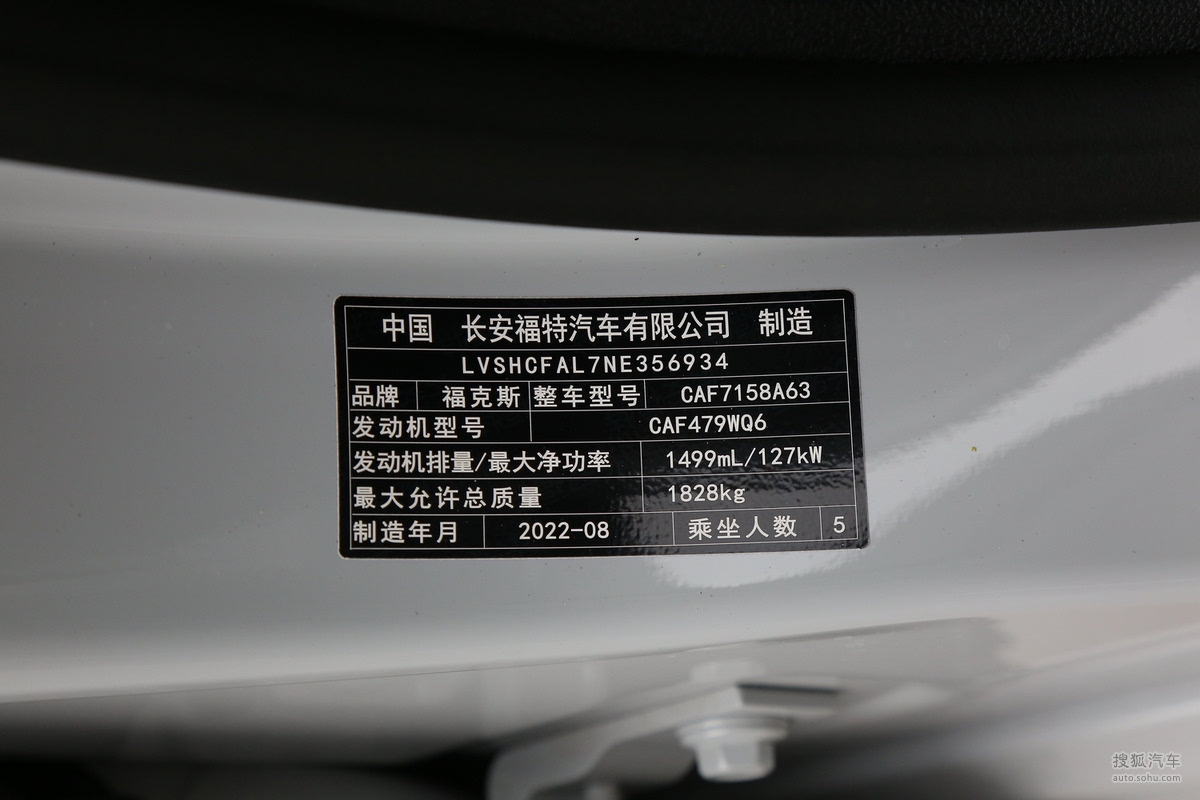 中国 长安福特汽车有限公司 制造
LVSHCFAL7NE356934
品牌 福克斯 整车型号 CAF7158A63
发动机型号 CAF479WQ6
发动机排量/最大净功率 1499mL/127kW
最大允许总质量 1828kg
制造年月 2022-08 乘坐人数 5
搜狐汽车
auto.sohu.com